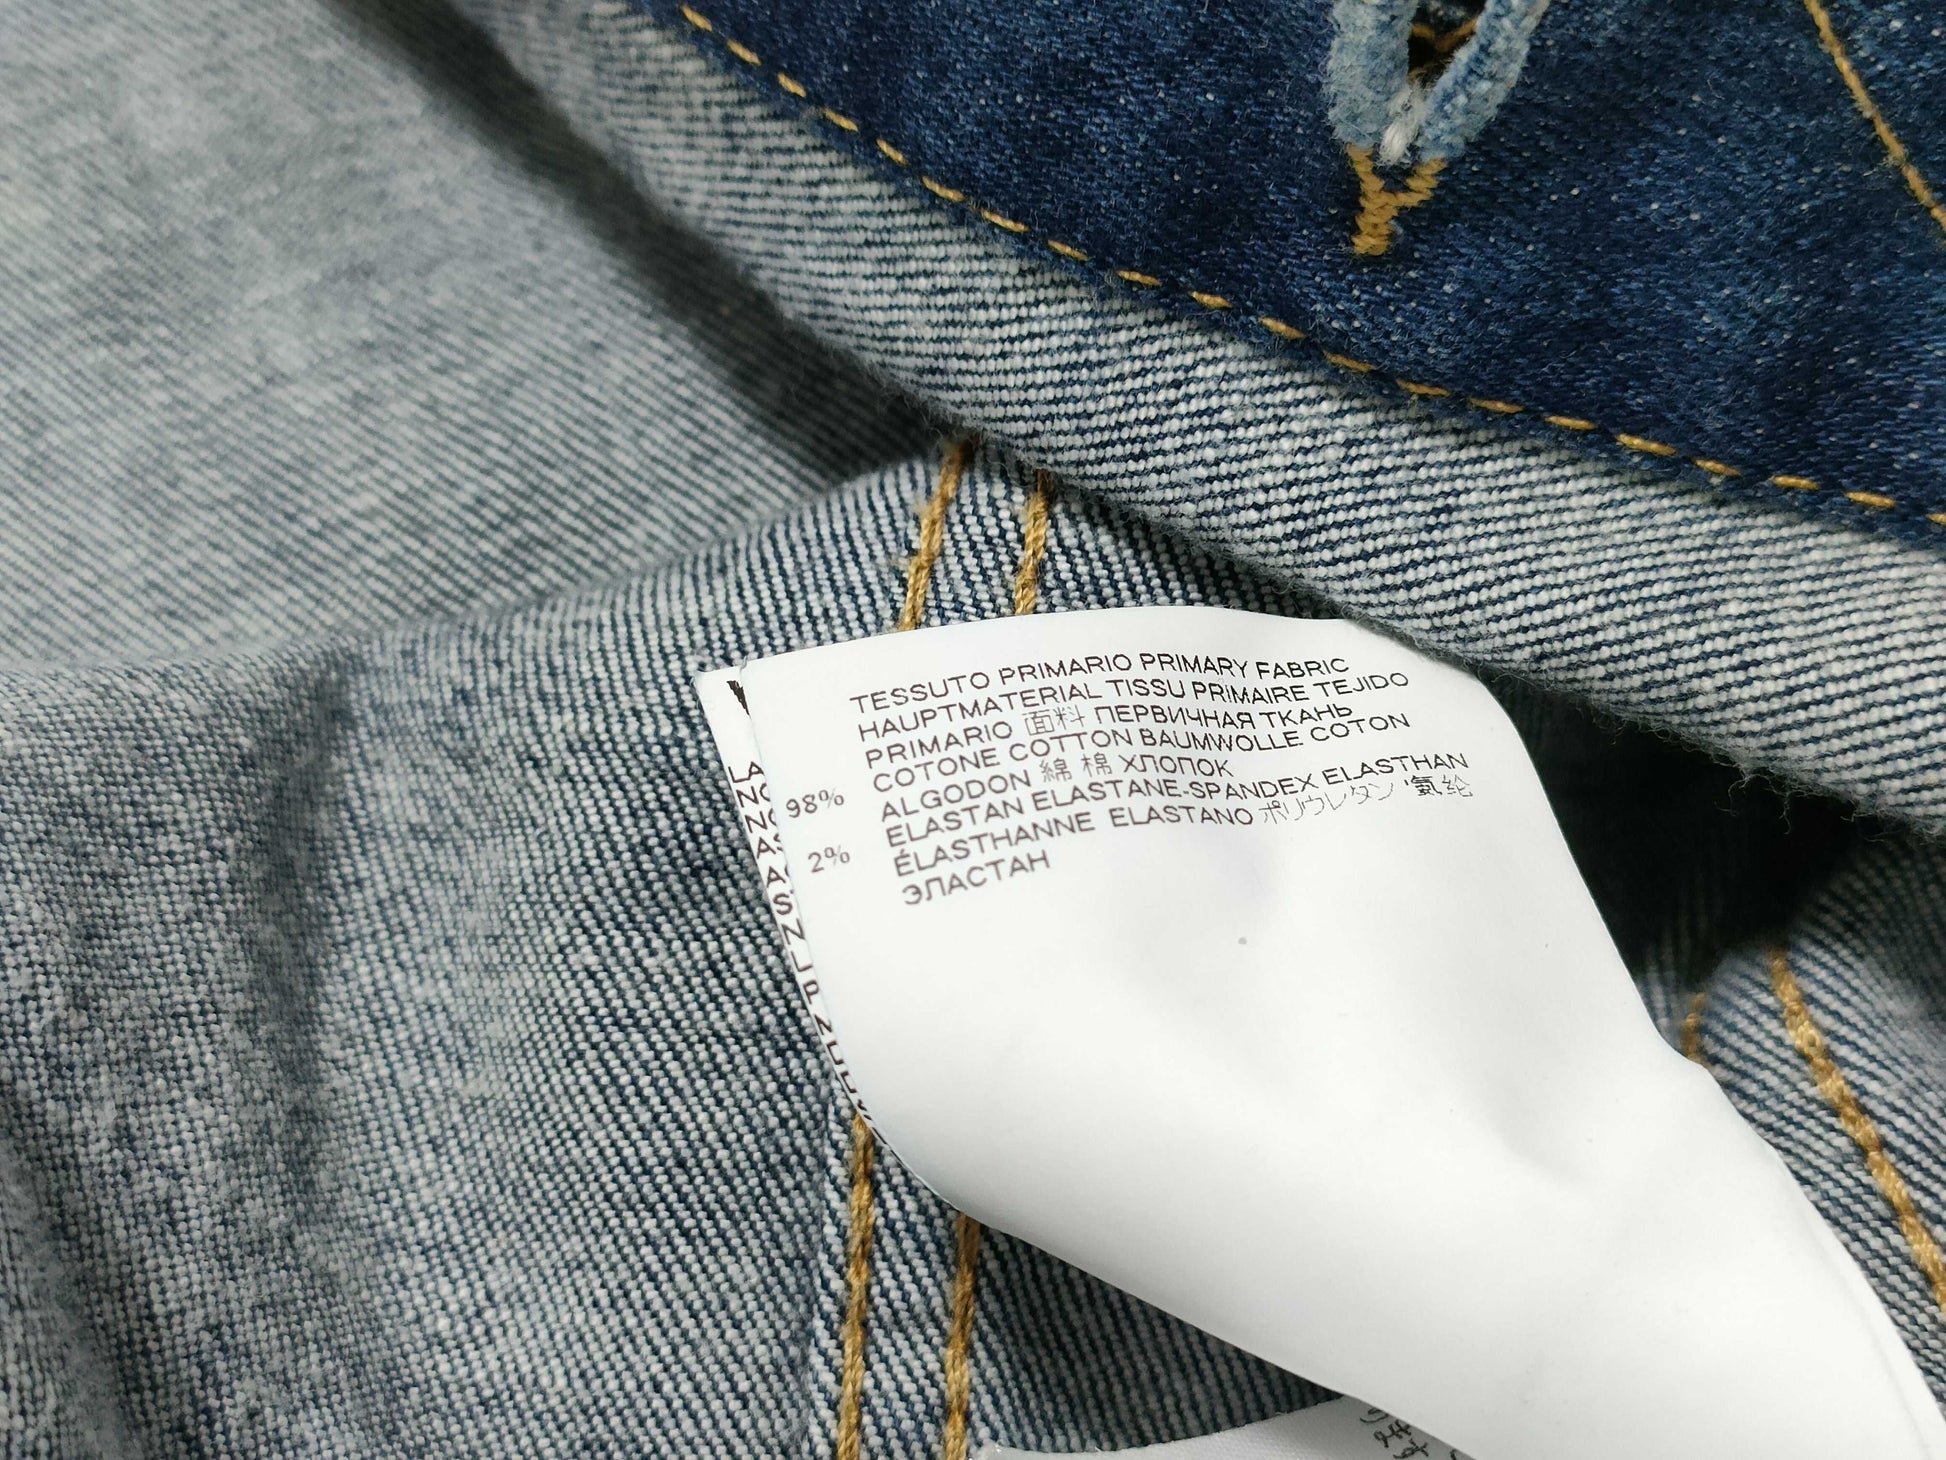 TESSUTO PRIMARIO PRIMARY FABRIC
HAUPTMATERIAL TISSU PRIMAIRE TEJIDO
PRIMARIO 面料 ПЕРВИЧНАЯ ТКАНЬ
98% COTONE COTTON BAUMWOLLE COTON
ALGODON 綿 棉 ХЛОПОК
2% ELASTAN ELASTANE-SPANDEX ELASTHAN
ÉLASTHANNE ELASTANO ポリウレタン 氨纶
ЭЛАСТАН